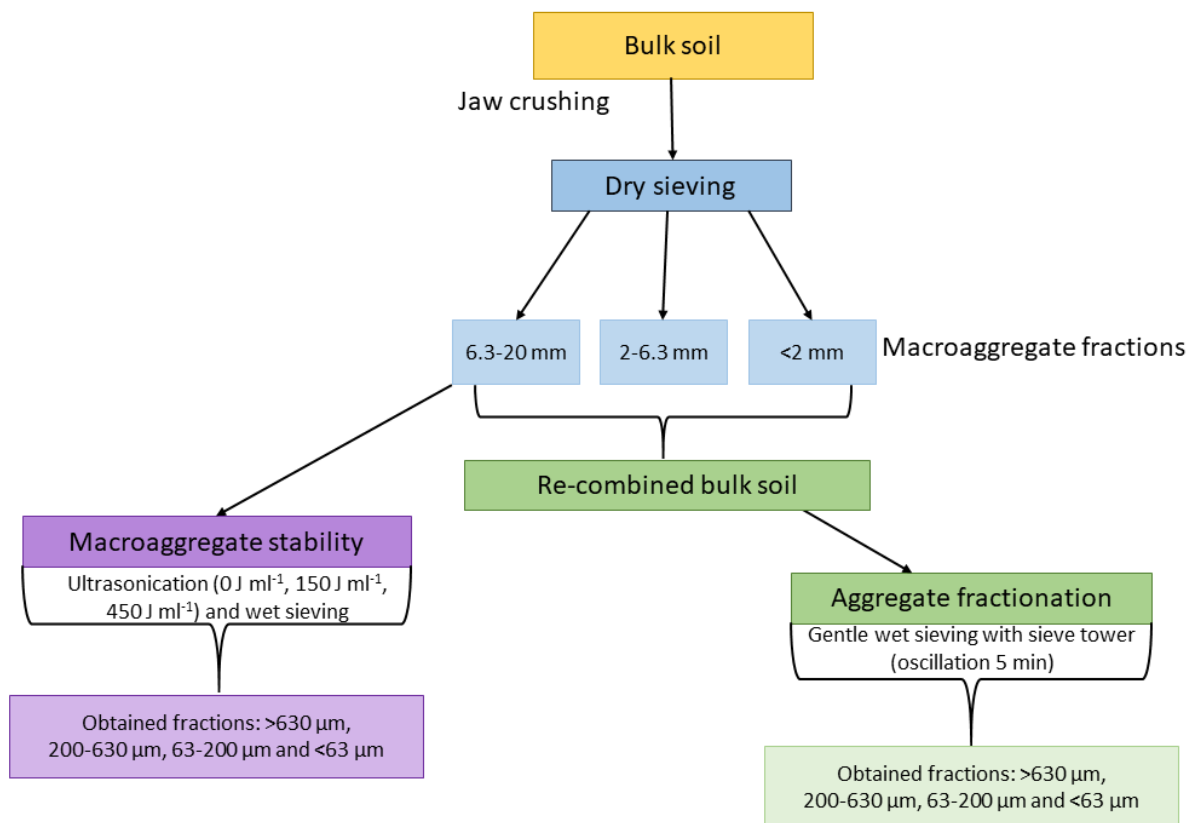 Bulk soil
Jaw crushing
Dry sieving
6.3-20 mm
2-6.3 mm
<2 mm
Macroaggregate fractions
Re-combined bulk soil
Macroaggregate stability
Ultrasonication (0 J ml⁻¹, 150 J ml⁻¹,
450 J ml⁻¹) and wet sieving
Obtained fractions: >630 µm,
200-630 µm, 63-200 µm and <63 µm
Aggregate fractionation
Gentle wet sieving with sieve tower
(oscillation 5 min)
Obtained fractions: >630 µm,
200-630 µm, 63-200 µm and <63 µm